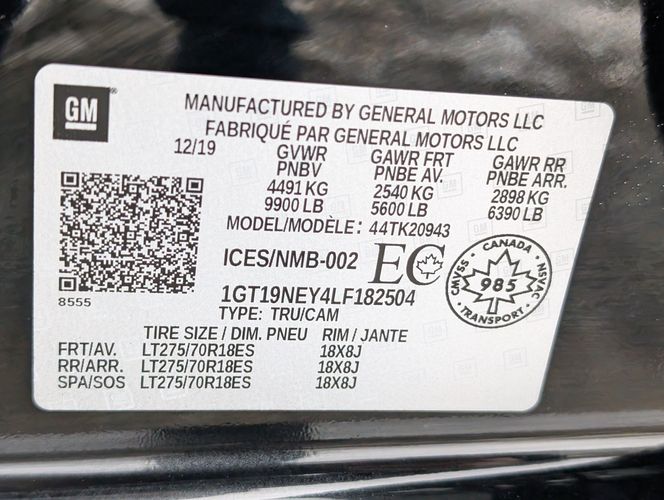 GM
MANUFACTURED BY GENERAL MOTORS LLC
FABRIQUÉ PAR GENERAL MOTORS LLC
12/19 GVWR GAWR FRT GAWR RR
PNBV PNBE AV. PNBE ARR.
4491 KG 2540 KG 2898 KG
9900 LB 5600 LB 6390 LB
MODEL/MODÈLE: 44TK20943
ICES/NMB-002 EC
CANADA
CMVSS NSVAC
985
TRANSPORT
8555
1GT19NEY4LF182504
TYPE: TRU/CAM
TIRE SIZE / DIM. PNEU RIM / JANTE
FRT/AV. LT275/70R18ES 18X8J
RR/ARR. LT275/70R18ES 18X8J
SPA/SOS LT275/70R18ES 18X8J